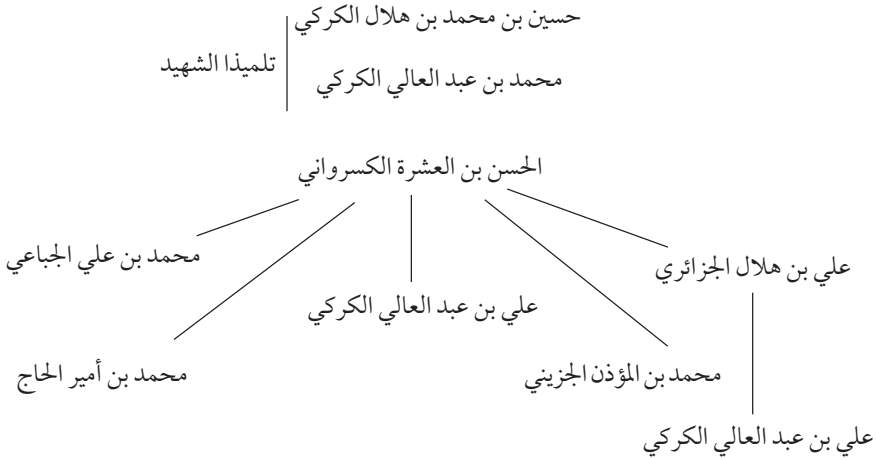 حسين بن محمد بن هلال الكركي
تلميذا الشهيد
محمد بن عبد العالي الكركي
الحسن بن العشرة الكسرواني
علي بن هلال الجزائري
محمد بن علي الجباعي
علي بن عبد العالي الكركي
محمد بن المؤذن الجزيني
محمد بن أمير الحاج
علي بن عبد العالي الكركي